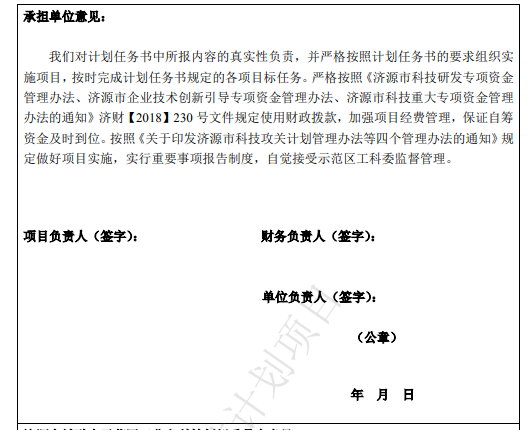 承担单位意见：
我们对计划任务书中所报内容的真实性负责，并严格按照计划任务书的要求组织实
施项目，按时完成计划任务书规定的各项目标任务。严格按照《济源市科技研发专项资金
管理办法、济源市企业技术创新引导专项资金管理办法、济源市科技重大专项资金管理
办法的通知》济财【2018】230 号文件规定使用财政拨款，加强项目经费管理，保证自筹
资金及时到位。按照《关于印发济源市科技攻关计划管理办法等四个管理办法的通知》规
定做好项目实施，实行重要事项报告制度，自觉接受示范区工科委监督管理。
项目负责人（签字）： 财务负责人（签字）：
单位负责人（签字）：
（公章）
年 月 日
计划项目